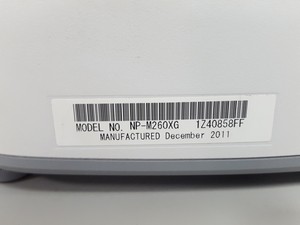 MODEL NO. NP-M260XG 1Z40858FF
MANUFACTURED December 2011